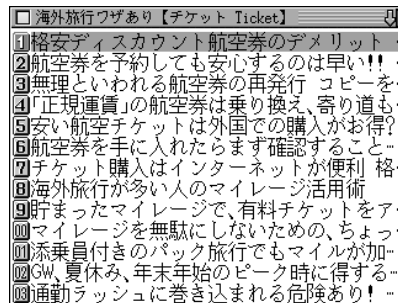 海外旅行ワザあり【チケット Ticket】
1格安ディスカウント航空券のデメリット
2航空券を予約しても安心するのは早い!!
3無理といわれる航空券の再発行 コピーを…
4「正規運賃」の航空券は乗り換え、寄り道も…
5安い航空チケットは外国での購入がお得?
6航空券を手に入れたらまず確認すること…
7チケット購入はインターネットが便利 格…
8海外旅行が多い人のマイレージ活用術
9貯まったマイレージで、有料チケットをア…
00マイレージを無駄にしないための、ちょっ…
01添乗員付きのパック旅行でもマイルが加…
02GW、夏休み、年末年始のピーク時に得する…
03通勤ラッシュに巻き込まれる危険あり! …